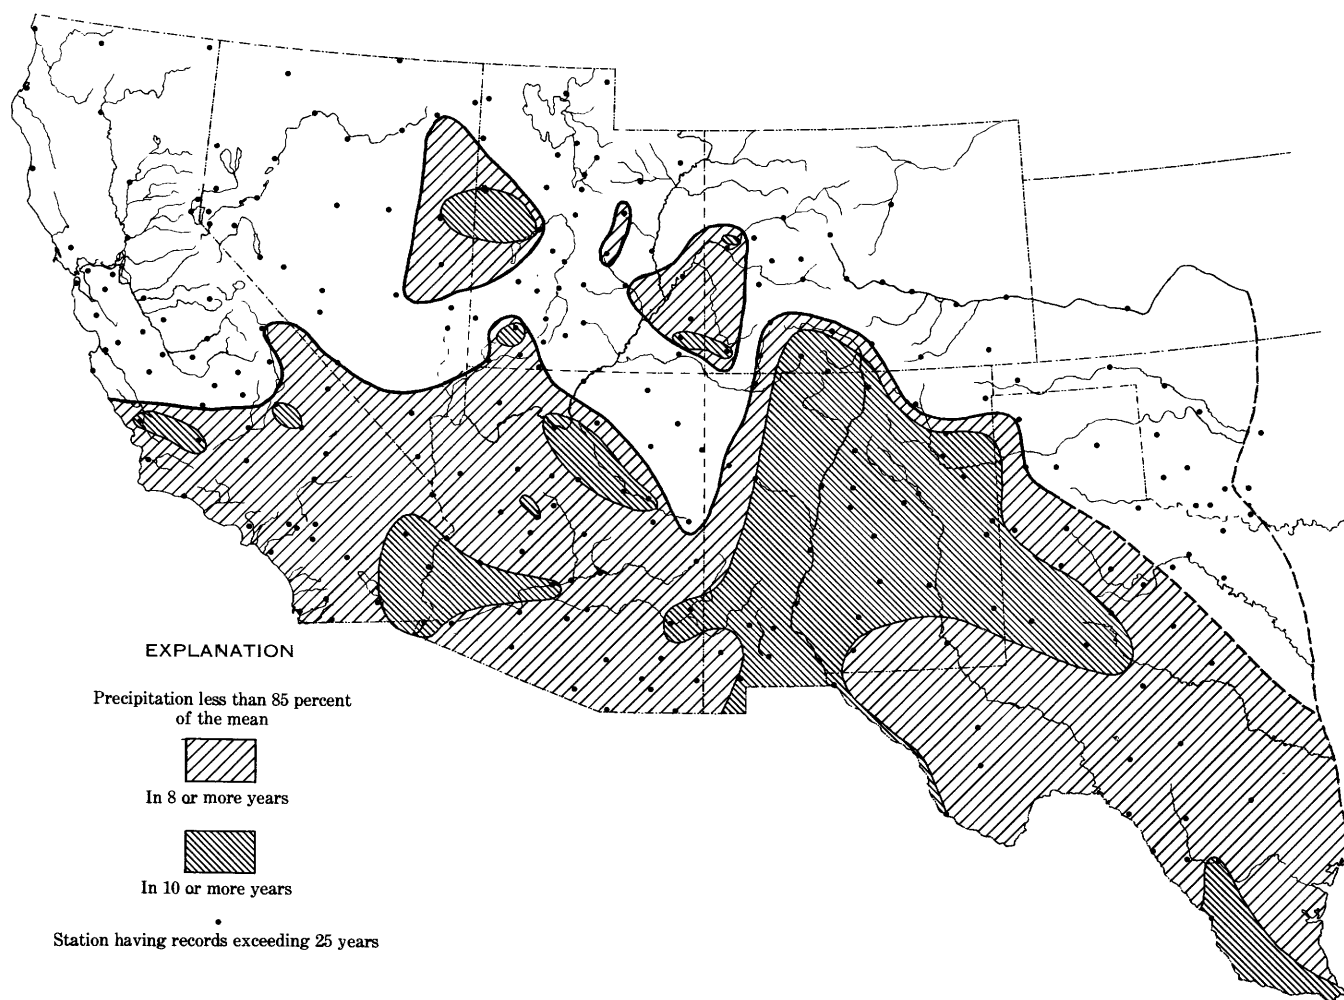 EXPLANATION
Precipitation less than 85 percent
of the mean
In 8 or more years
In 10 or more years
Station having records exceeding 25 years